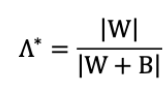 Λ* = |W| / |W + B|